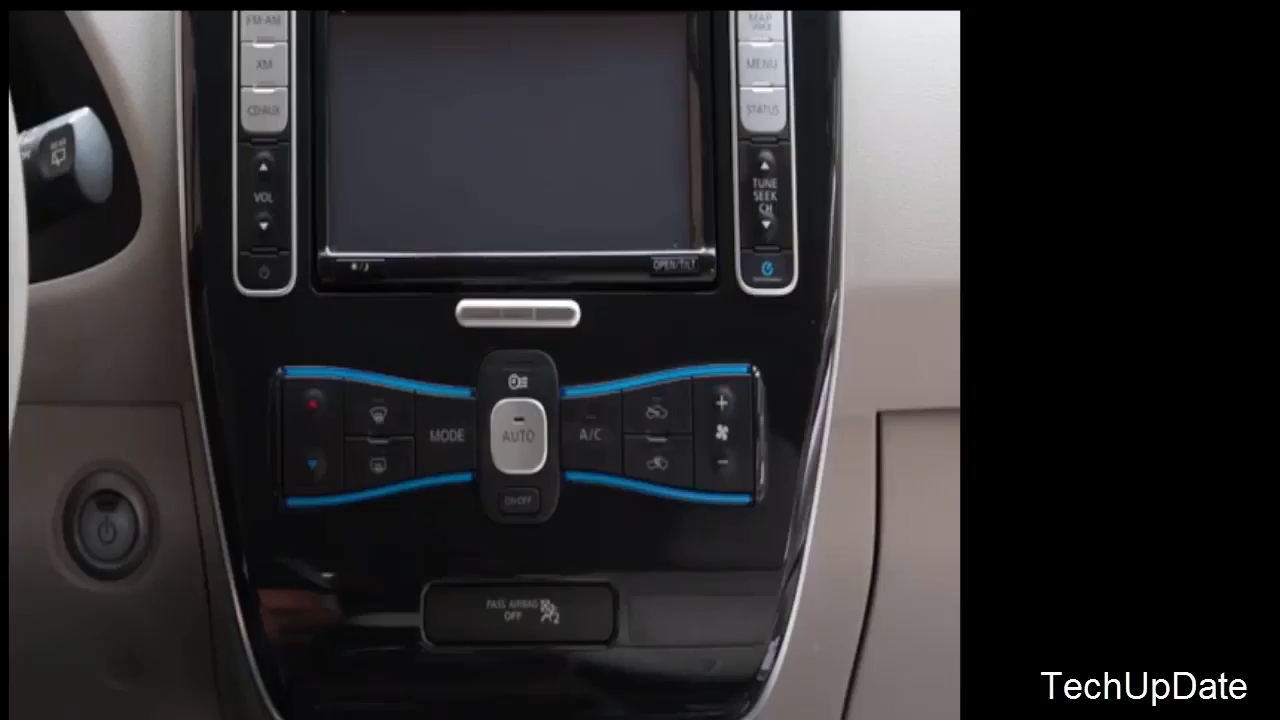 FM·AM
MAP
XM
MENU
CD·AUX
STATUS
REAR
VOL
TUNE
SEEK
CH
OPEN/TILT
MODE
AUTO
A/C
ON·OFF
PASS AIRBAG
OFF
TechUpDate